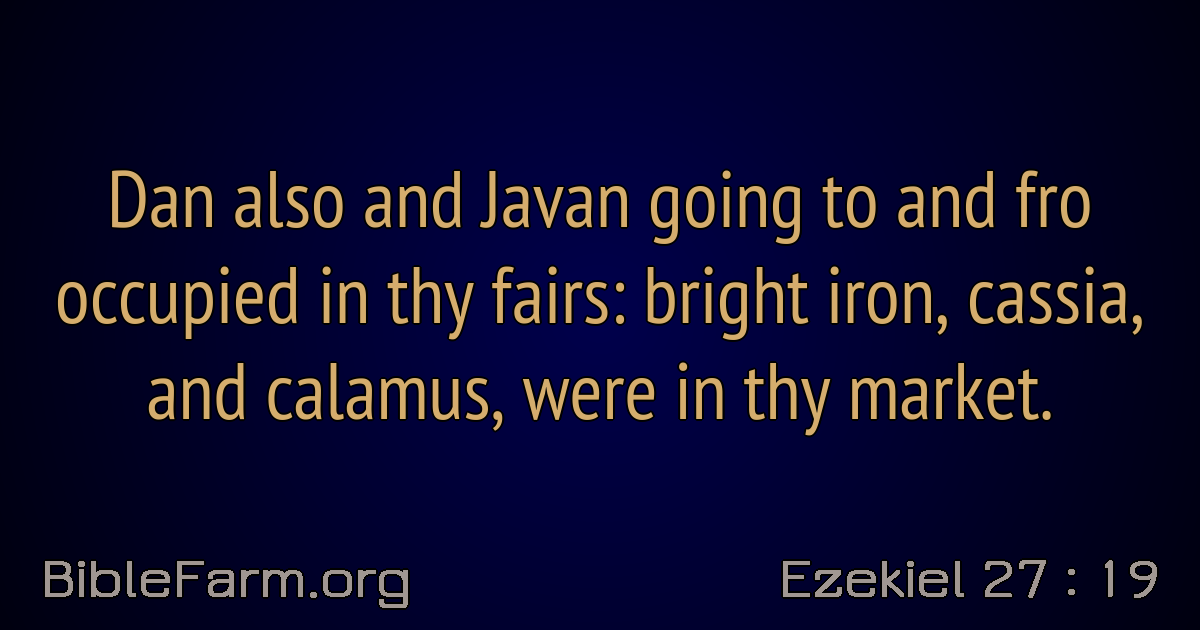 Dan also and Javan going to and fro
occupied in thy fairs: bright iron, cassia,
and calamus, were in thy market.
BibleFarm.org
Ezekiel 27 : 19